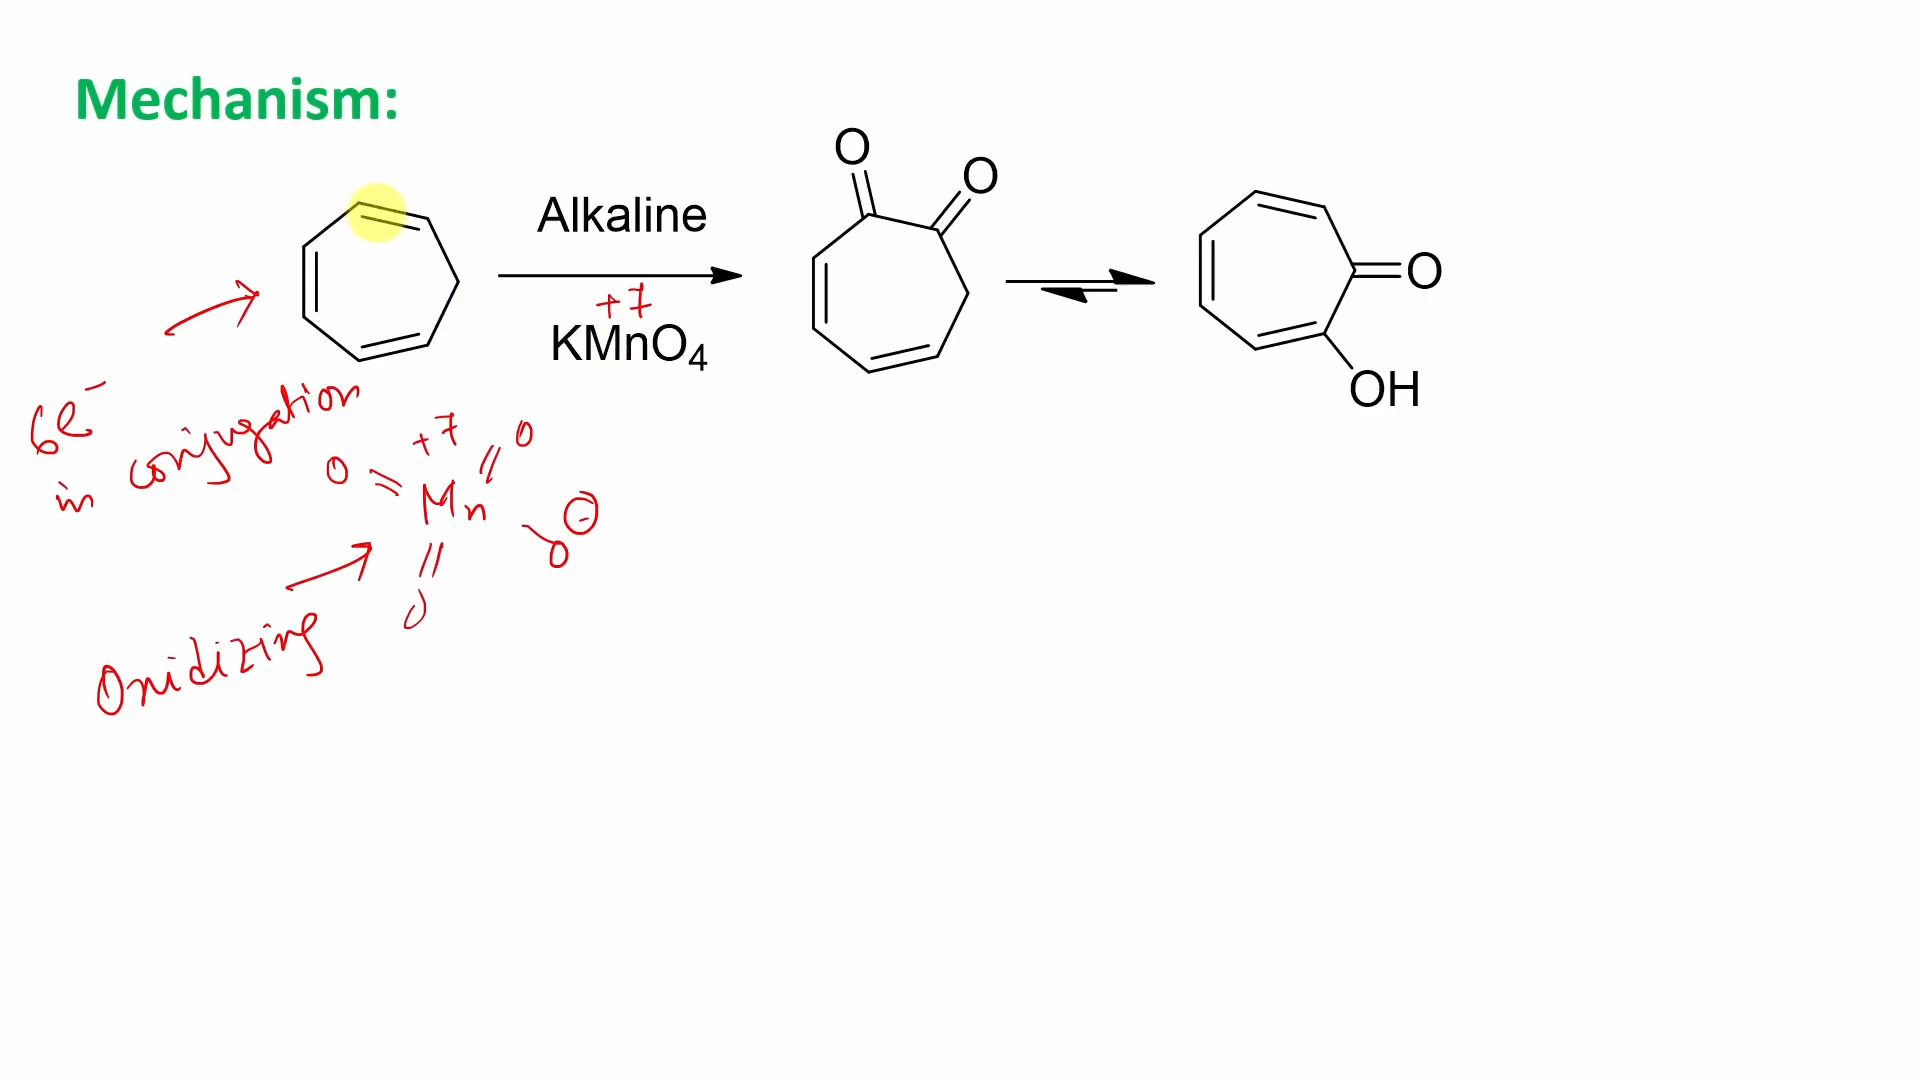 Mechanism:
O
O
Alkaline
+7
KMnO4
O
OH
6e-
in conjugation
+7
O
O
Mn
O
⊖
O
Oxidizing